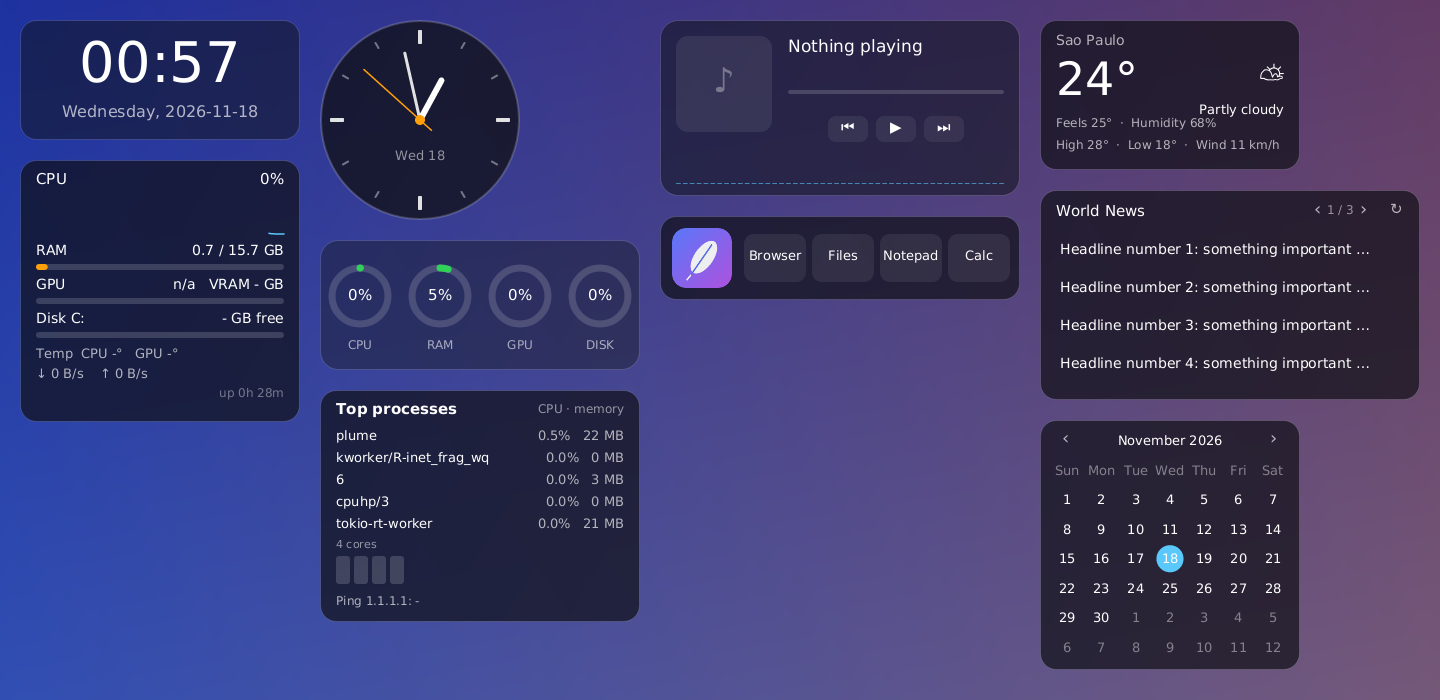 00:57
Wednesday, 2026-11-18
CPU 0%
RAM 0.7 / 15.7 GB
GPU n/a VRAM - GB
Disk C: - GB free
Temp CPU -° GPU -°
↓ 0 B/s ↑ 0 B/s
up 0h 28m
Wed 18
0% 5% 0% 0%
CPU RAM GPU DISK
Top processes CPU · memory
plume 0.5% 22 MB
kworker/R-inet_frag_wq 0.0% 0 MB
6 0.0% 3 MB
cpuhp/3 0.0% 0 MB
tokio-rt-worker 0.0% 21 MB
4 cores
Ping 1.1.1.1: -
Nothing playing
Browser Files Notepad Calc
Sao Paulo
24°
Partly cloudy
Feels 25° · Humidity 68%
High 28° · Low 18° · Wind 11 km/h
World News ‹ 1 / 3 › ↻
Headline number 1: something important ...
Headline number 2: something important ...
Headline number 3: something important ...
Headline number 4: something important ...
‹ November 2026 ›
Sun Mon Tue Wed Thu Fri Sat
1 2 3 4 5 6 7
8 9 10 11 12 13 14
15 16 17 18 19 20 21
22 23 24 25 26 27 28
29 30 1 2 3 4 5
6 7 8 9 10 11 12